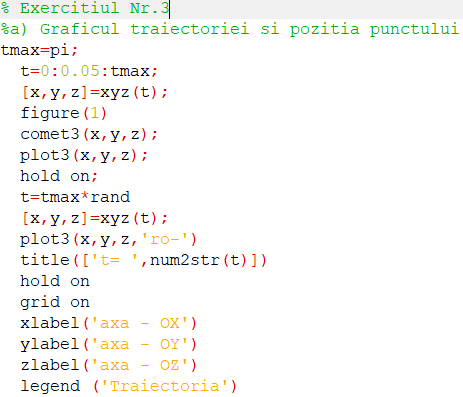 % Exercitiul Nr.3
%a) Graficul traiectoriei si pozitia punctului
tmax=pi;
t=0:0.05:tmax;
[x,y,z]=xyz(t);
figure(1)
comet3(x,y,z);
plot3(x,y,z);
hold on;
t=tmax*rand
[x,y,z]=xyz(t);
plot3(x,y,z,'ro-')
title(['t= ',num2str(t)])
hold on
grid on
xlabel('axa - OX')
ylabel('axa - OY')
zlabel('axa - OZ')
legend ('Traiectoria')